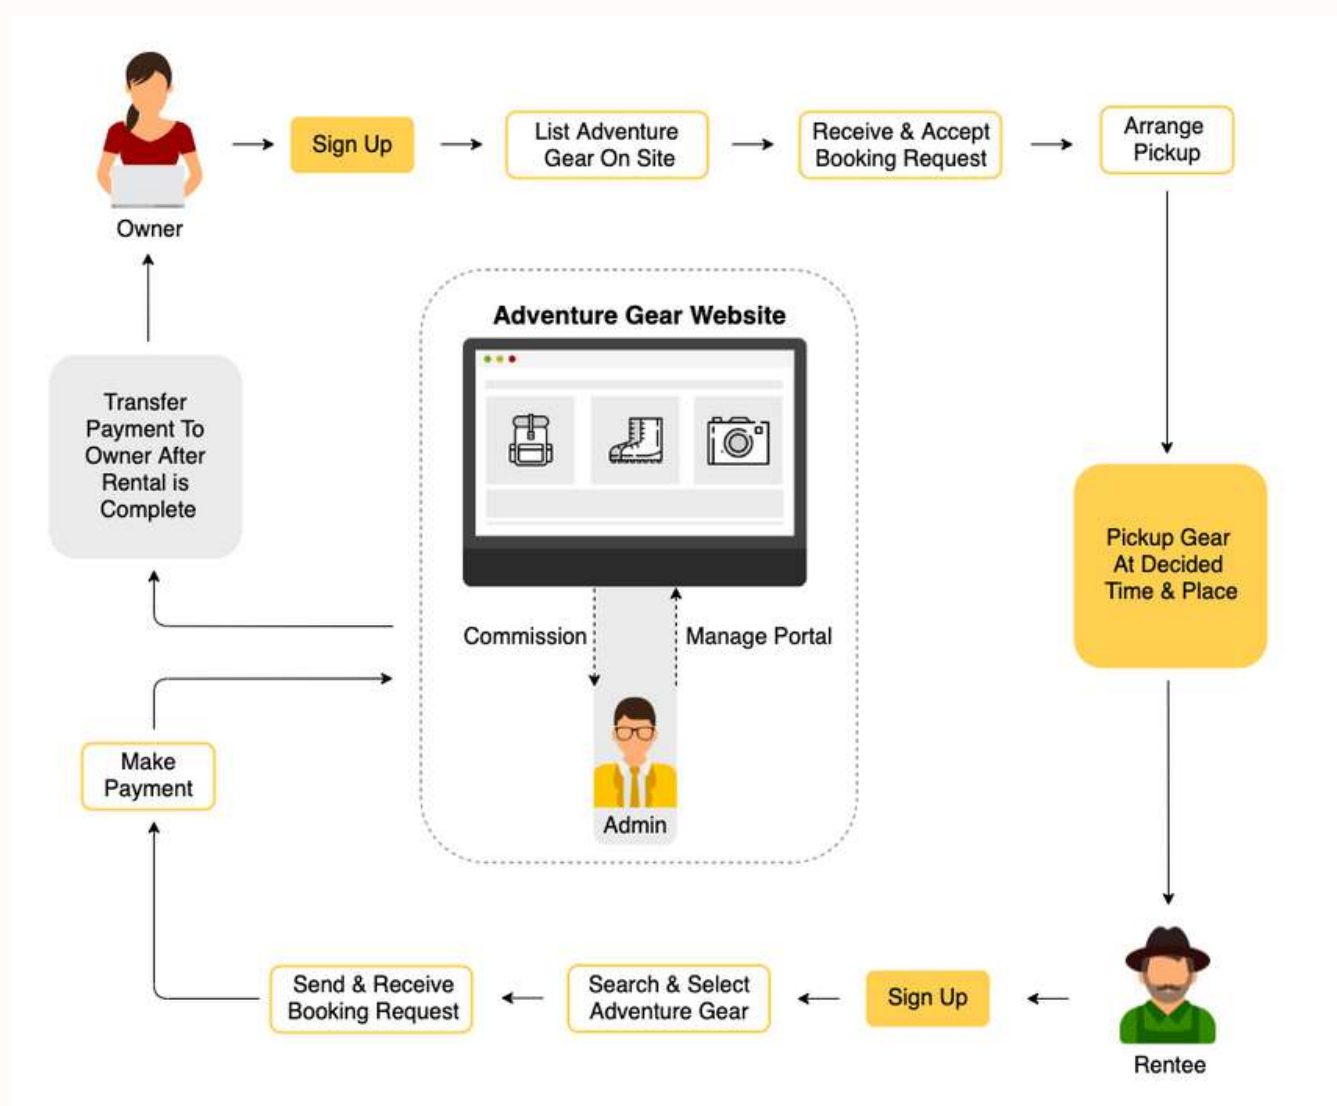 Sign Up
List Adventure
Gear On Site
Receive & Accept
Booking Request
Arrange
Pickup
Owner
Adventure Gear Website
Transfer
Payment To
Owner After
Rental is
Complete
Pickup Gear
At Decided
Time & Place
Commission
Manage Portal
Make
Payment
Admin
Send & Receive
Booking Request
Search & Select
Adventure Gear
Sign Up
Rentee